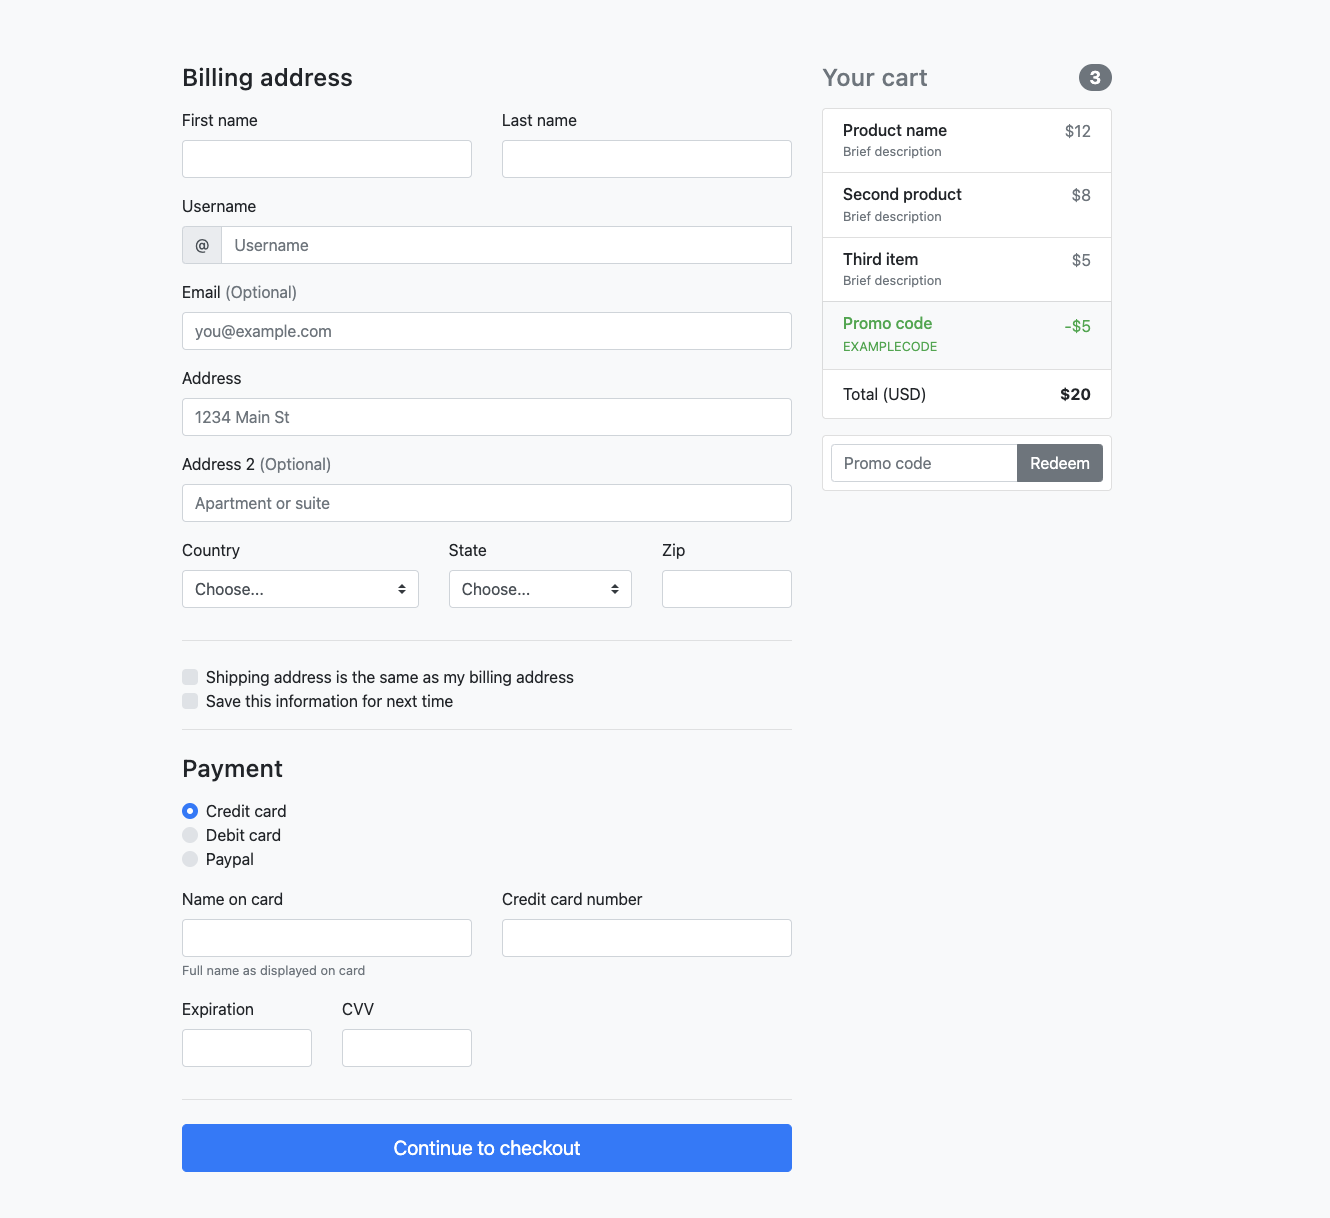 Billing address
First name Last name
Username
@ Username
Email (Optional)
you@example.com
Address
1234 Main St
Address 2 (Optional)
Apartment or suite
Country State Zip
Choose... Choose...
Shipping address is the same as my billing address
Save this information for next time
Payment
Credit card
Debit card
Paypal
Name on card Credit card number
Full name as displayed on card
Expiration CVV
Continue to checkout
Your cart 3
Product name $12
Brief description
Second product $8
Brief description
Third item $5
Brief description
Promo code -$5
EXAMPLECODE
Total (USD) $20
Promo code Redeem